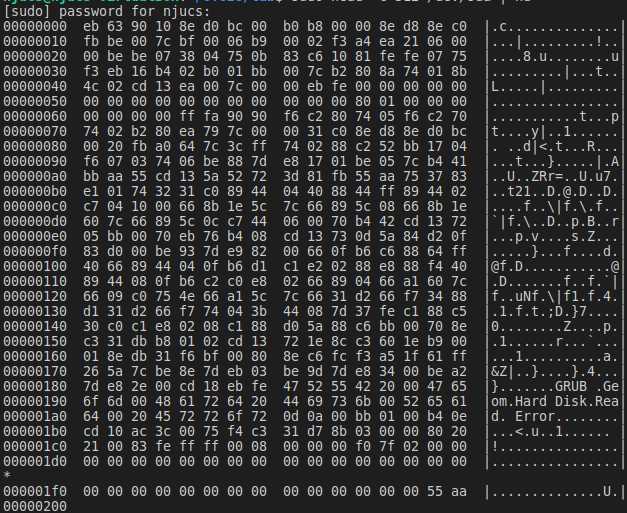 [sudo] password for njucs:
00000000  eb 63 90 10 8e d0 bc 00  b0 b8 00 00 8e d8 8e c0  |.c..............|
00000010  fb be 00 7c bf 00 06 b9  00 02 f3 a4 ea 21 06 00  |...|.........!..|
00000020  00 be be 07 38 04 75 0b  83 c6 10 81 fe fe 07 75  |....8.u........u|
00000030  f3 eb 16 b4 02 b0 01 bb  00 7c b2 80 8a 74 01 8b  |.........|...t..|
00000040  4c 02 cd 13 ea 00 7c 00  00 eb fe 00 00 00 00 00  |L.....|.........|
00000050  00 00 00 00 00 00 00 00  00 00 00 80 01 00 00 00  |................|
00000060  00 00 00 00 ff fa 90 90  f6 c2 80 74 05 f6 c2 70  |...........t...p|
00000070  74 02 b2 80 ea 79 7c 00  00 31 c0 8e d8 8e d0 bc  |t....y|..1......|
00000080  00 20 fb a0 64 7c 3c ff  74 02 88 c2 52 bb 17 04  |. ..d|<.t...R...|
00000090  f6 07 03 74 06 be 88 7d  e8 17 01 be 05 7c b4 41  |...t...}.....|.A|
000000a0  bb aa 55 cd 13 5a 52 72  3d 81 fb 55 aa 75 37 83  |..U..ZRr=..U.u7.|
000000b0  e1 01 74 32 31 c0 89 44  04 40 88 44 ff 89 44 02  |..t21..D.@.D..D.|
000000c0  c7 04 10 00 66 8b 1e 5c  7c 66 89 5c 08 66 8b 1e  |....f..\|f.\.f..|
000000d0  60 7c 66 89 5c 0c c7 44  06 00 70 b4 42 cd 13 72  |`|f.\..D..p.B..r|
000000e0  05 bb 00 70 eb 76 b4 08  cd 13 73 0d 5a 84 d2 0f  |...p.v....s.Z...|
000000f0  83 d0 00 be 93 7d e9 82  00 66 0f b6 c6 88 64 ff  |.....}...f....d.|
00000100  40 66 89 44 04 0f b6 d1  c1 e2 02 88 e8 88 f4 40  |@f.D...........@|
00000110  89 44 08 0f b6 c2 c0 e8  02 66 89 04 66 a1 60 7c  |.D.......f..f.`||
00000120  66 09 c0 75 4e 66 a1 5c  7c 66 31 d2 66 f7 34 88  |f..uNf.\|f1.f.4.|
00000130  d1 31 d2 66 f7 74 04 3b  44 08 7d 37 fe c1 88 c5  |.1.f.t.;D.}7....|
00000140  30 c0 c1 e8 02 08 c1 88  d0 5a 88 c6 bb 00 70 8e  |0........Z....p.|
00000150  c3 31 db b8 01 02 cd 13  72 1e 8c c3 60 1e b9 00  |.1......r...`...|
00000160  01 8e db 31 f6 bf 00 80  8e c6 fc f3 a5 1f 61 ff  |...1..........a.|
00000170  26 5a 7c be 8e 7d eb 03  be 9d 7d e8 34 00 be a2  |&Z|..}....}.4...|
00000180  7d e8 2e 00 cd 18 eb fe  47 52 55 42 20 00 47 65  |}.......GRUB .Ge|
00000190  6f 6d 00 48 61 72 64 20  44 69 73 6b 00 52 65 61  |om.Hard Disk.Rea|
000001a0  64 00 20 45 72 72 6f 72  0d 0a 00 bb 01 00 b4 0e  |d. Error........|
000001b0  cd 10 ac 3c 00 75 f4 c3  31 d7 8b 03 00 00 80 20  |...<.u..1...... |
000001c0  21 00 83 fe ff ff 00 08  00 00 00 f0 7f 02 00 00  |!...............|
000001d0  00 00 00 00 00 00 00 00  00 00 00 00 00 00 00 00  |................|
*
000001f0  00 00 00 00 00 00 00 00  00 00 00 00 00 00 55 aa  |..............U.|
00000200